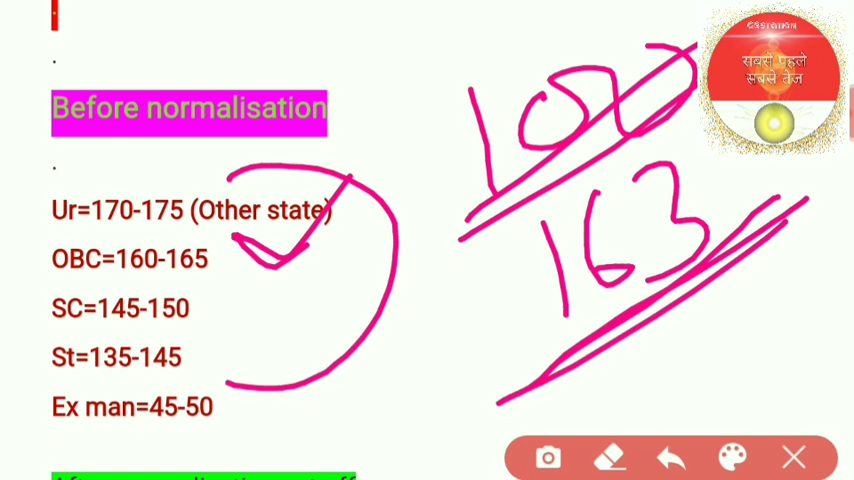 Before normalisation
Ur=170-175 (Other state)
OBC=160-165
SC=145-150
St=135-145
Ex man=45-50
163
सबसे पहले
सबसे तेज